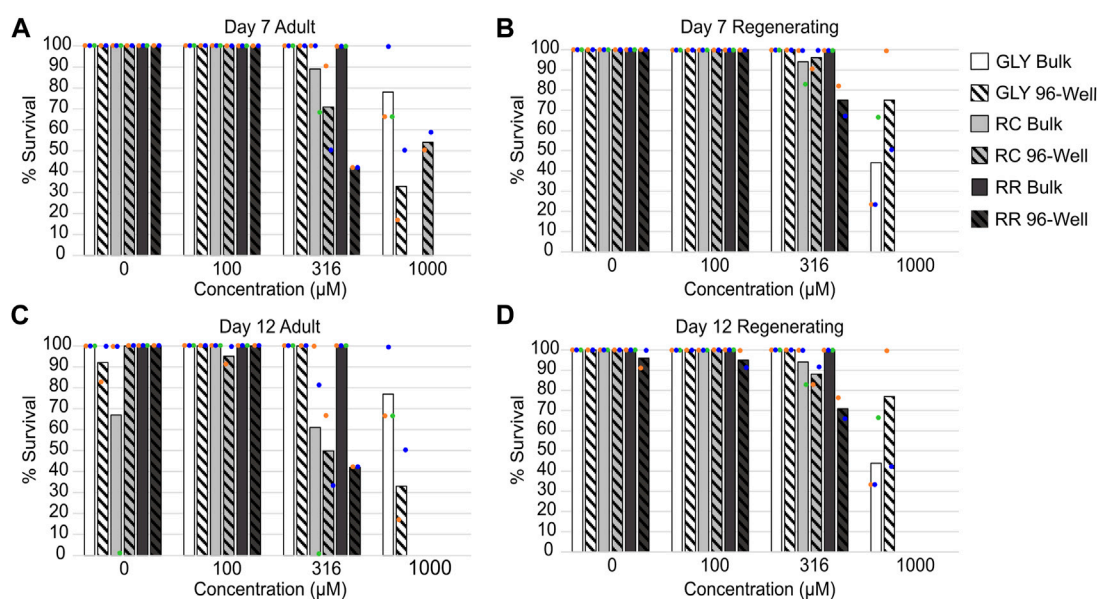 A
Day 7 Adult
% Survival
100
90
80
70
60
50
40
30
20
10
0
0 100 316 1000
Concentration (µM)
B
Day 7 Regenerating
% Survival
100
90
80
70
60
50
40
30
20
10
0
0 100 316 1000
Concentration (µM)
GLY Bulk
GLY 96-Well
RC Bulk
RC 96-Well
RR Bulk
RR 96-Well
C
Day 12 Adult
% Survival
100
90
80
70
60
50
40
30
20
10
0
0 100 316 1000
Concentration (µM)
D
Day 12 Regenerating
% Survival
100
90
80
70
60
50
40
30
20
10
0
0 100 316 1000
Concentration (µM)